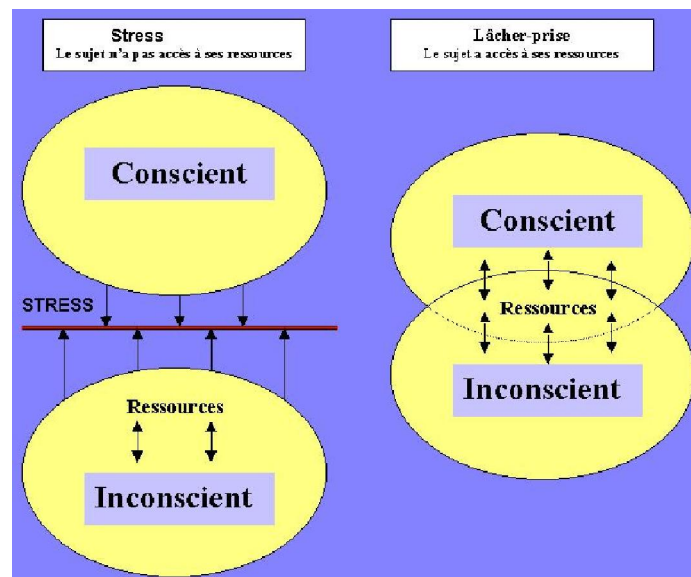 Stress
Le sujet n'a pas accès à ses ressources
Conscient
STRESS
Ressources
Inconscient
Lâcher-prise
Le sujet a accès à ses ressources
Conscient
Ressources
Inconscient